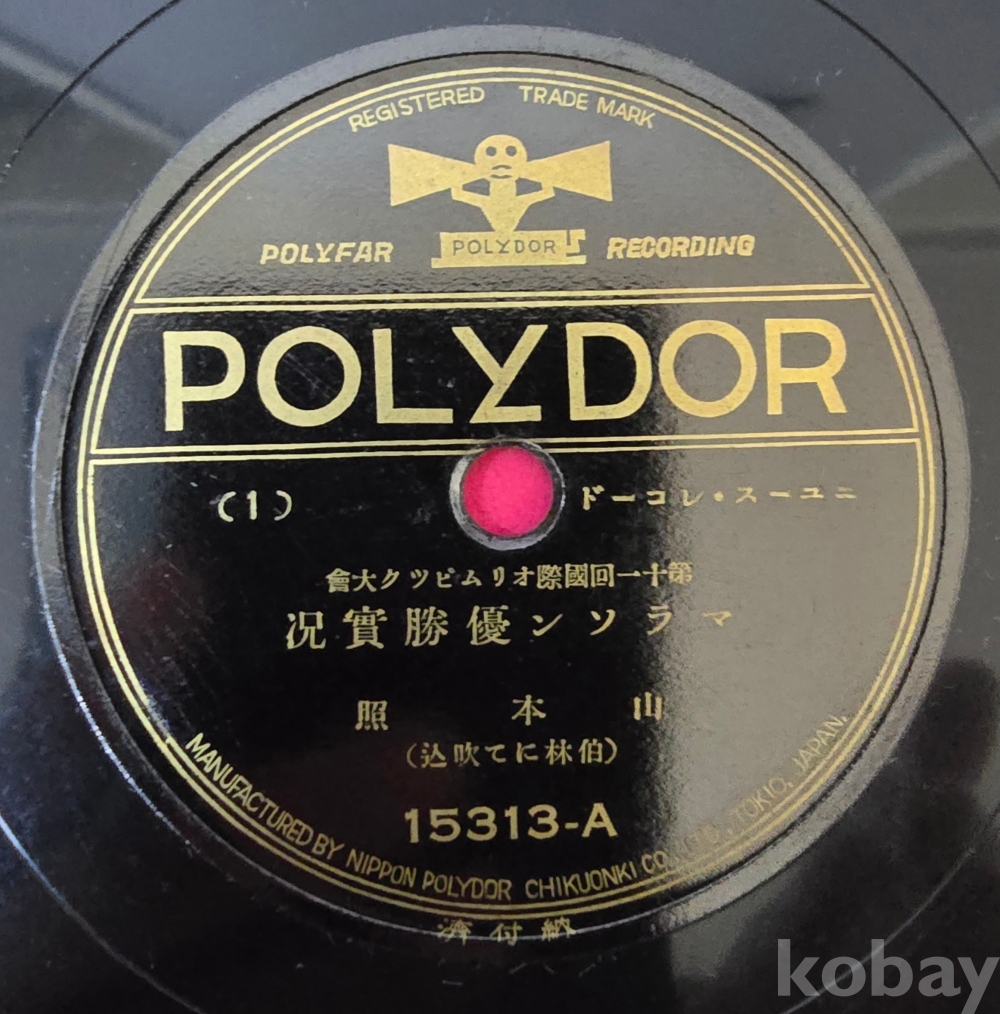 REGISTERED TRADE MARK
POLYFAR POLYDOR RECORDING
POLYDOR
ニユース・レコード (1)
第十一回國際オリムピツク大會
マラソン優勝實況
山本照
(伯林にて吹込)
15313-A
MANUFACTURED BY NIPPON POLYDOR CHIKUONKI CO., LTD., TOKIO, JAPAN.
納付濟
kobay